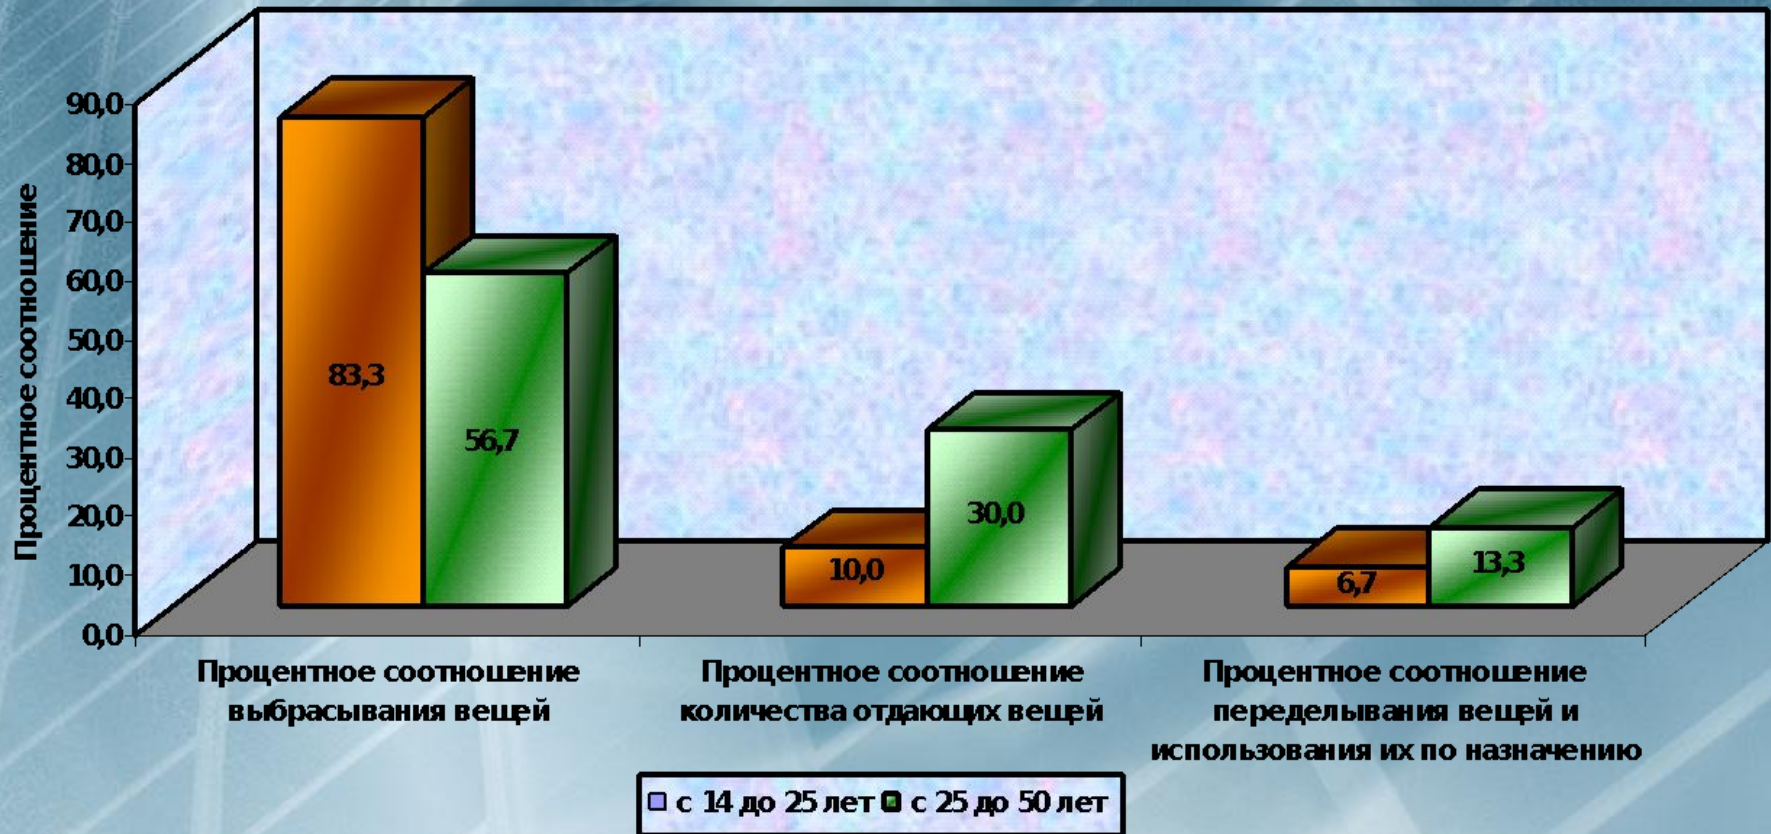 Процентное соотношение
90,0
80,0
70,0
60,0
50,0
40,0
30,0
20,0
10,0
0,0
83,3
56,7
10,0
30,0
6,7
13,3
Процентное соотношение
выбрасывания вещей
Процентное соотношение
количества отдающих вещей
Процентное соотношение
переделывания вещей и
использования их по назначению
с 14 до 25 лет с 25 до 50 лет